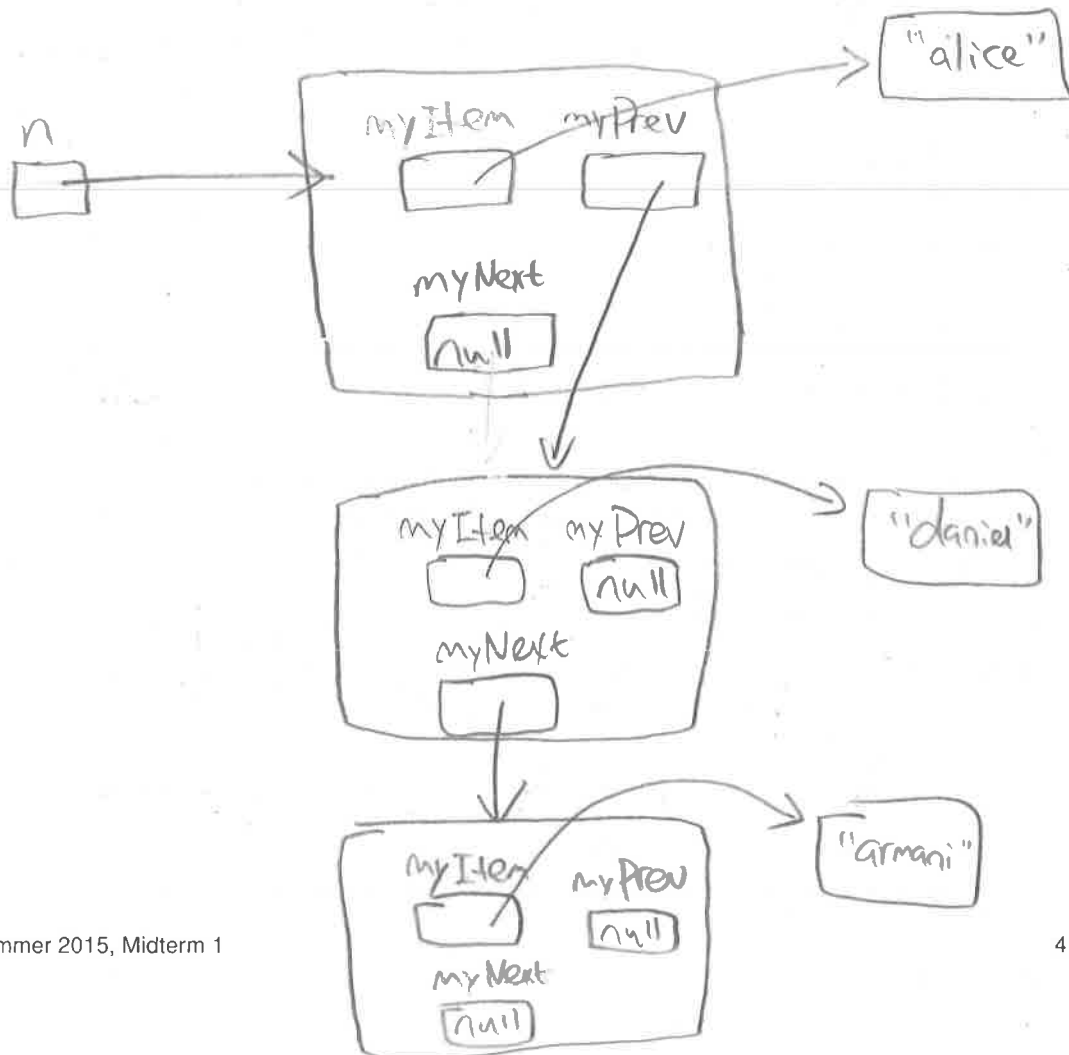 "alice"
n
myItem myPrev
myNext
null
myItem myPrev
null
"daniel"
myNext
myItem myPrev
null
"armani"
mmer 2015, Midterm 1
4
myNext
null